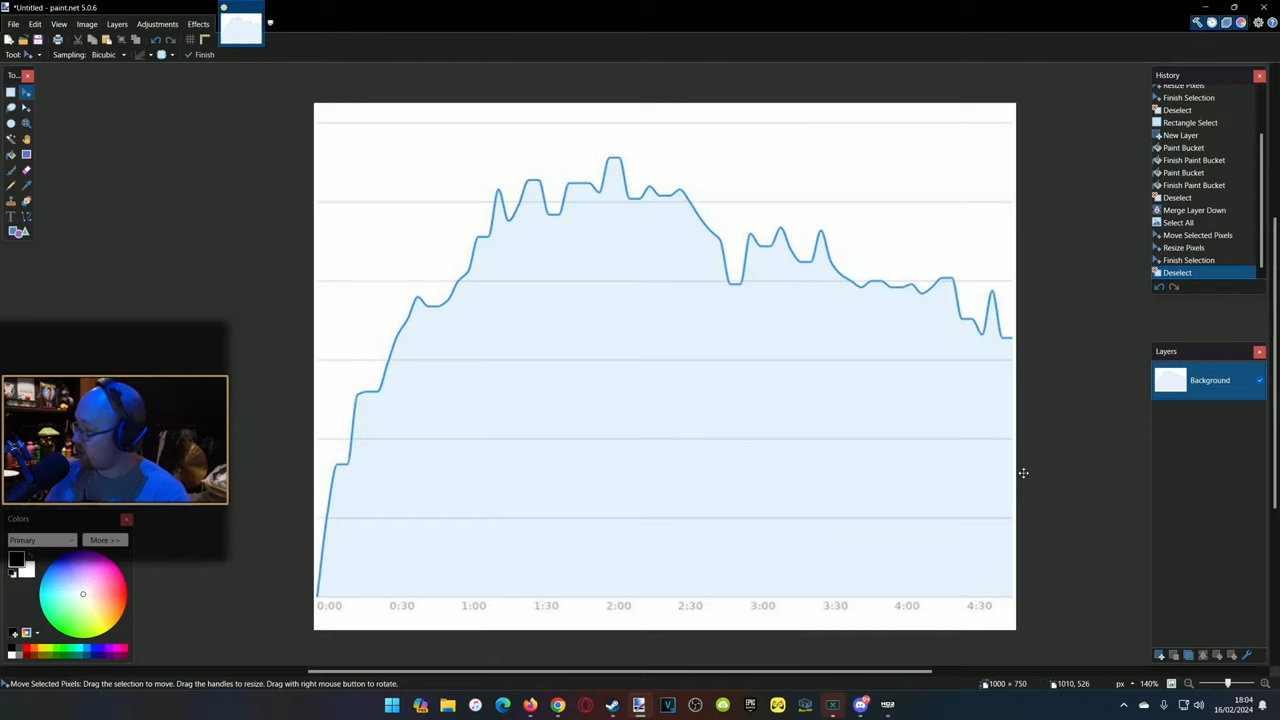 *Untitled - paint.net 5.0.6
File Edit View Image Layers Adjustments Effects
Tool: Sampling: Bicubic Finish
To...
History
Resize Pixels
Finish Selection
Deselect
Rectangle Select
New Layer
Paint Bucket
Finish Paint Bucket
Paint Bucket
Finish Paint Bucket
Deselect
Merge Layer Down
Select All
Move Selected Pixels
Resize Pixels
Finish Selection
Deselect
Layers
Background
Colors
Primary More >>
0:00 0:30 1:00 1:30 2:00 2:30 3:00 3:30 4:00 4:30
Move Selected Pixels: Drag the selection to move. Drag the handles to resize. Drag with right mouse button to rotate. 1000 × 750 1010, 526 px 140%
18:04
16/02/2024